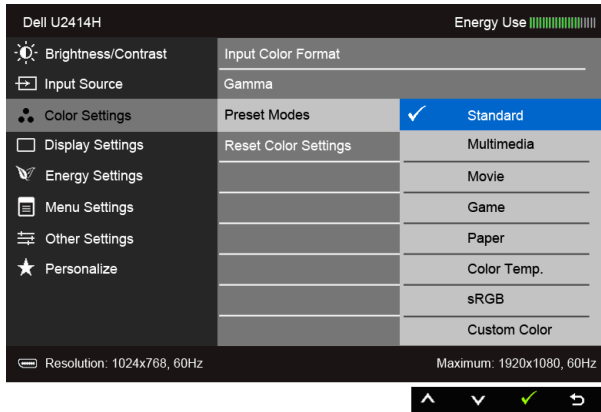 Dell U2414H Energy Use
Brightness/Contrast Input Color Format
Input Source Gamma
Color Settings Preset Modes Standard
Display Settings Reset Color Settings Multimedia
Energy Settings Movie
Menu Settings Game
Other Settings Paper
Personalize Color Temp.
sRGB
Custom Color
Resolution: 1024x768, 60Hz Maximum: 1920x1080, 60Hz